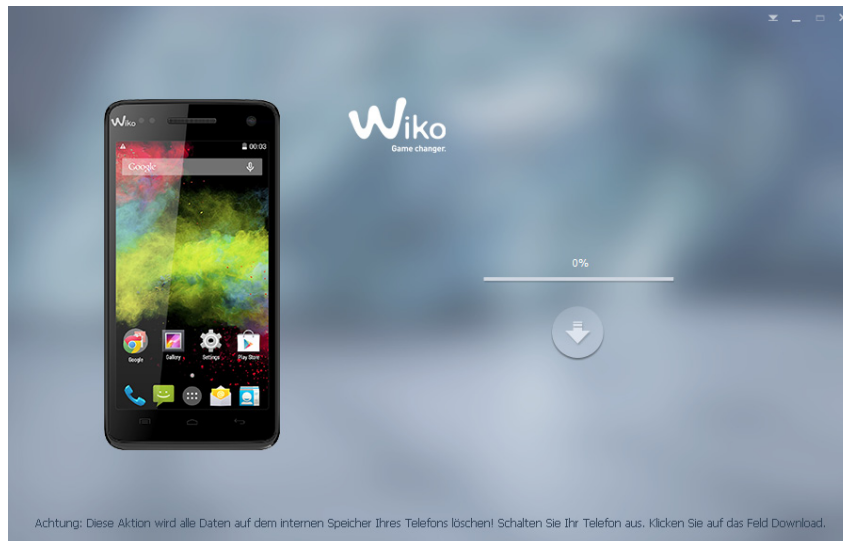 Wiko
Game changer.
Wiko
00:03
Google
Google
Gallery
Settings
Play Store
0%
Achtung: Diese Aktion wird alle Daten auf dem internen Speicher Ihres Telefons löschen! Schalten Sie Ihr Telefon aus. Klicken Sie auf das Feld Download.